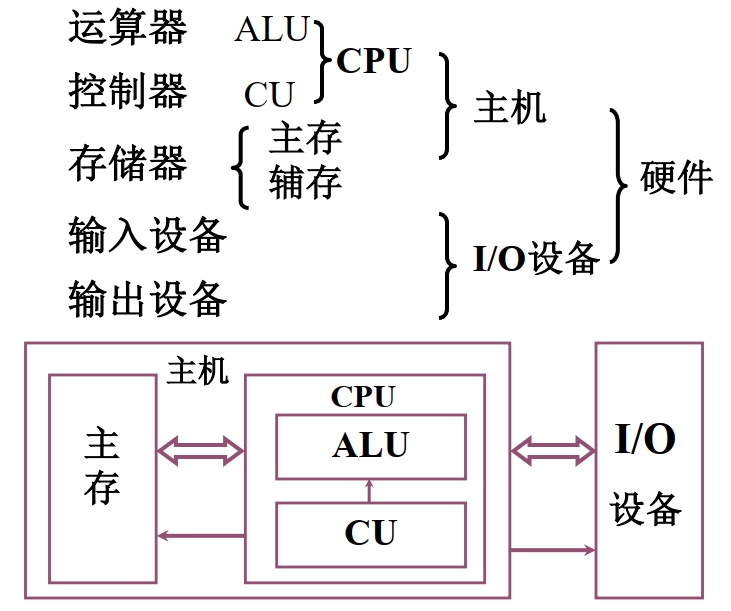 运算器 ALU
CPU
控制器 CU
主机
存储器 主存
辅存
硬件
输入设备
I/O设备
输出设备
主机
CPU
主存
ALU
CU
I/O
设备